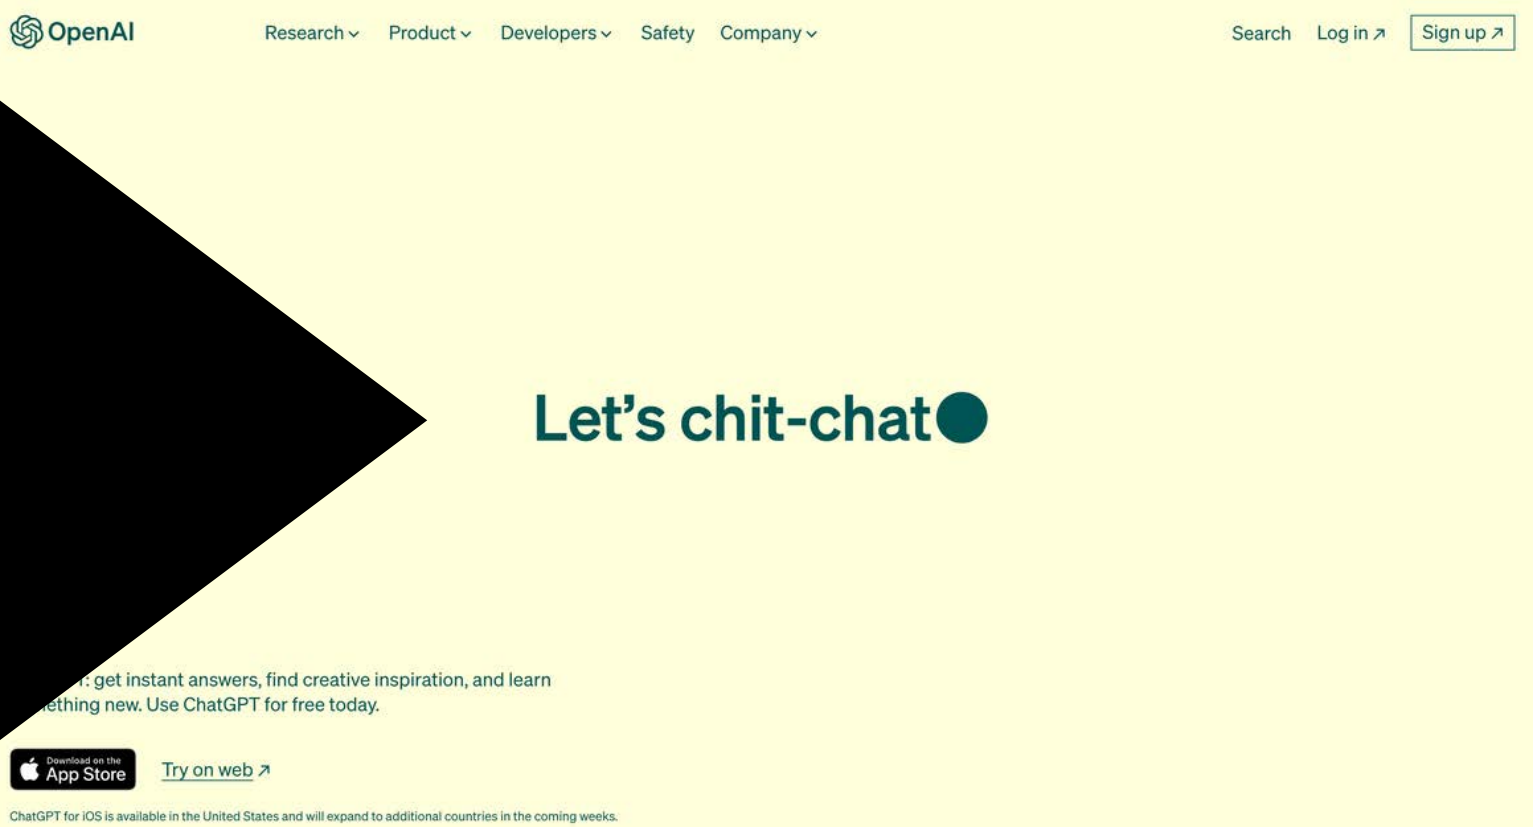 OpenAI
Research Product Developers Safety Company
Search Log in ↗ Sign up ↗
Let’s chit-chat●
: get instant answers, find creative inspiration, and learn
new. Use ChatGPT for free today.
Download on the
App Store
Try on web ↗
ChatGPT for iOS is available in the United States and will expand to additional countries in the coming weeks.